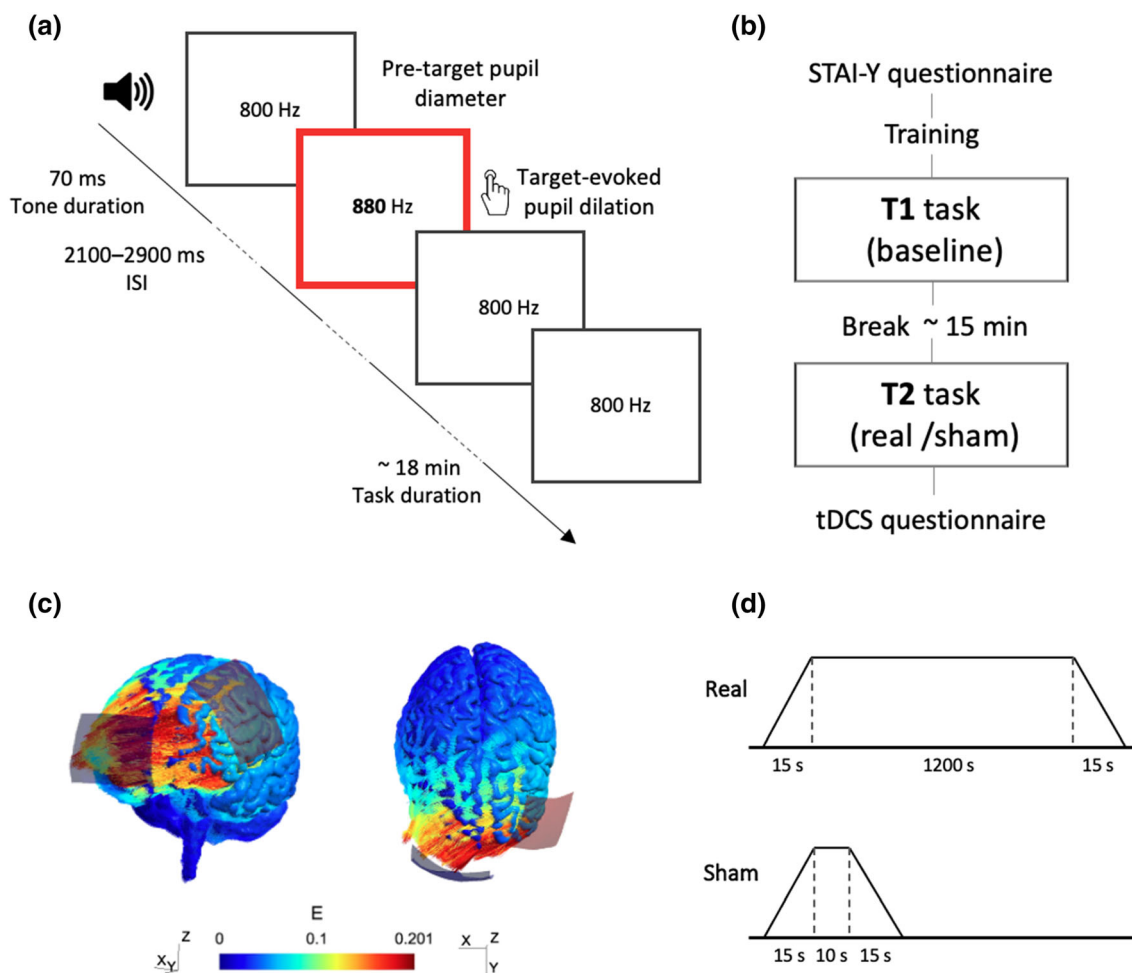 (a)
800 Hz
Pre-target pupil
diameter
70 ms
Tone duration
880 Hz
Target-evoked
pupil dilation
2100–2900 ms
ISI
800 Hz
800 Hz
~ 18 min
Task duration
(b)
STAI-Y questionnaire
Training
T1 task
(baseline)
Break ~ 15 min
T2 task
(real /sham)
tDCS questionnaire
(c)
E
0 0.1 0.201
Z
X Y
X Z
Y
(d)
Real
15 s 1200 s 15 s
Sham
15 s 10 s 15 s